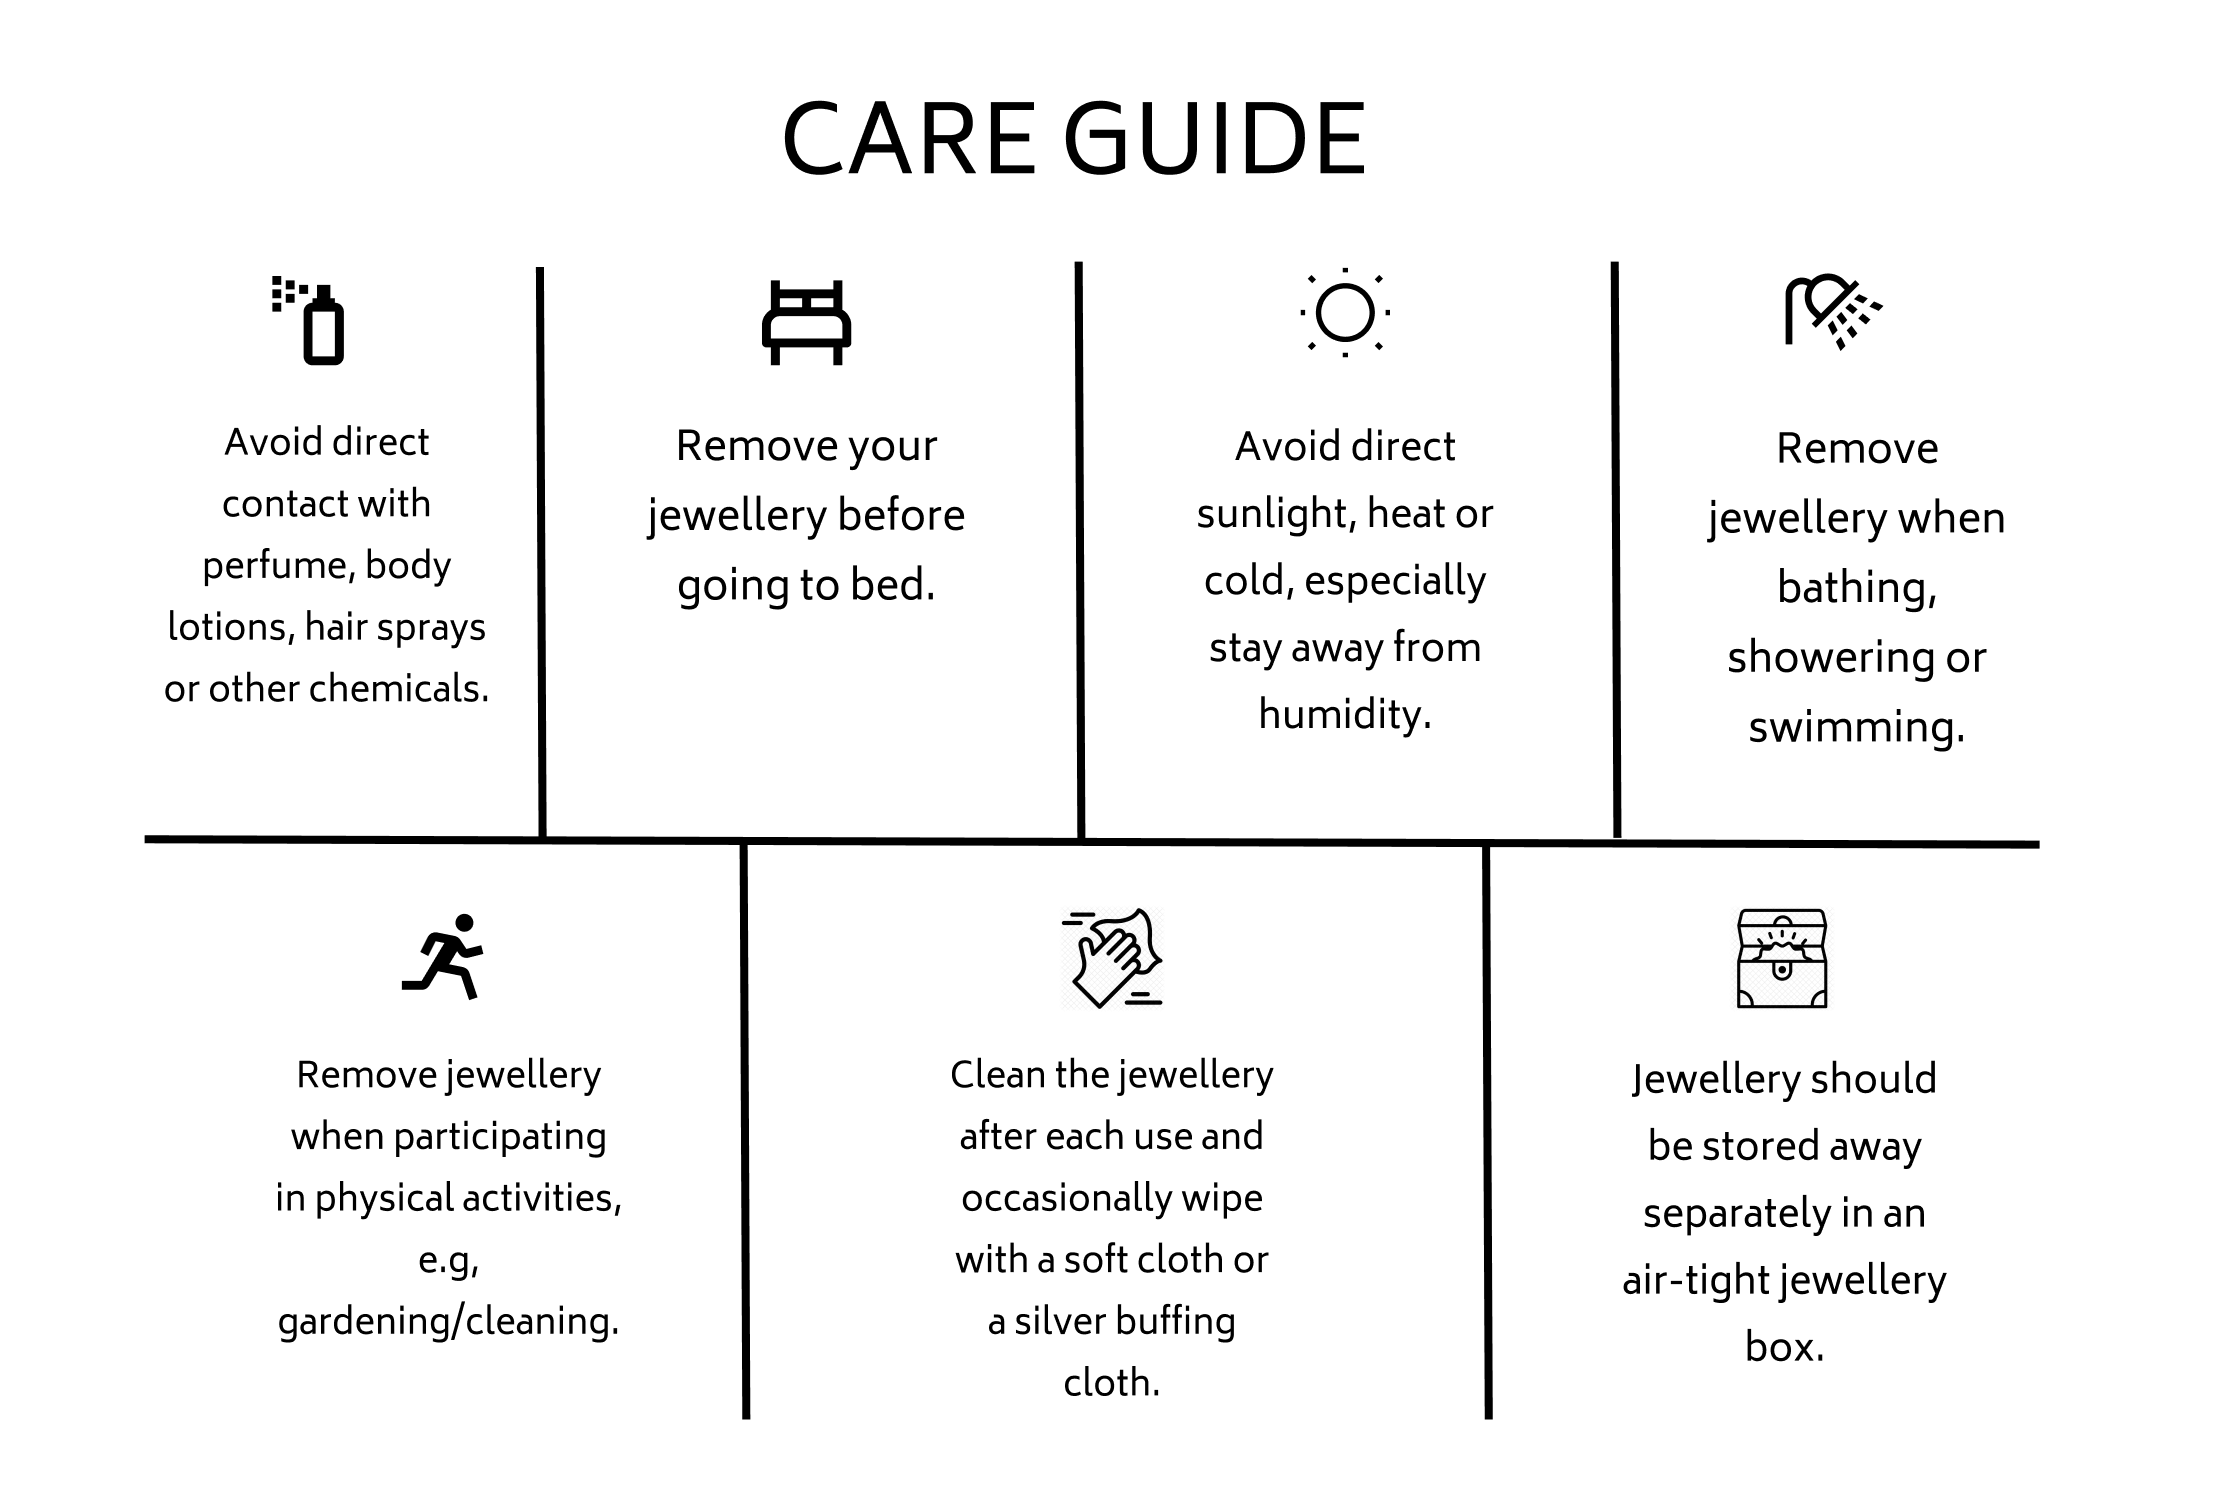 CARE GUIDE
Avoid direct
contact with
perfume, body
lotions, hair sprays
or other chemicals.
Remove your
jewellery before
going to bed.
Avoid direct
sunlight, heat or
cold, especially
stay away from
humidity.
Remove
jewellery when
bathing,
showering or
swimming.
Remove jewellery
when participating
in physical activities,
e.g,
gardening/cleaning.
Clean the jewellery
after each use and
occasionally wipe
with a soft cloth or
a silver buffing
cloth.
Jewellery should
be stored away
separately in an
air-tight jewellery
box.